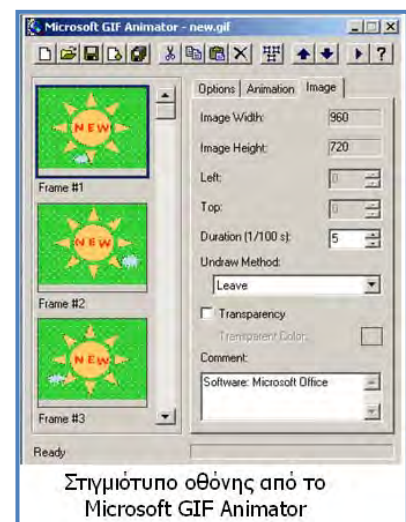 Microsoft GIF Animator - new.gif
Options Animation Image
NEW
Frame #1
NEW
Frame #2
NEW
Frame #3
Image Width: 960
Image Height: 720
Left: 0
Top: 0
Duration (1/100 s): 5
Undraw Method:
Leave
Transparency
Transparent Color:
Comment:
Software: Microsoft Office
Ready
Στιγμιότυπο οθόνης από το
Microsoft GIF Animator